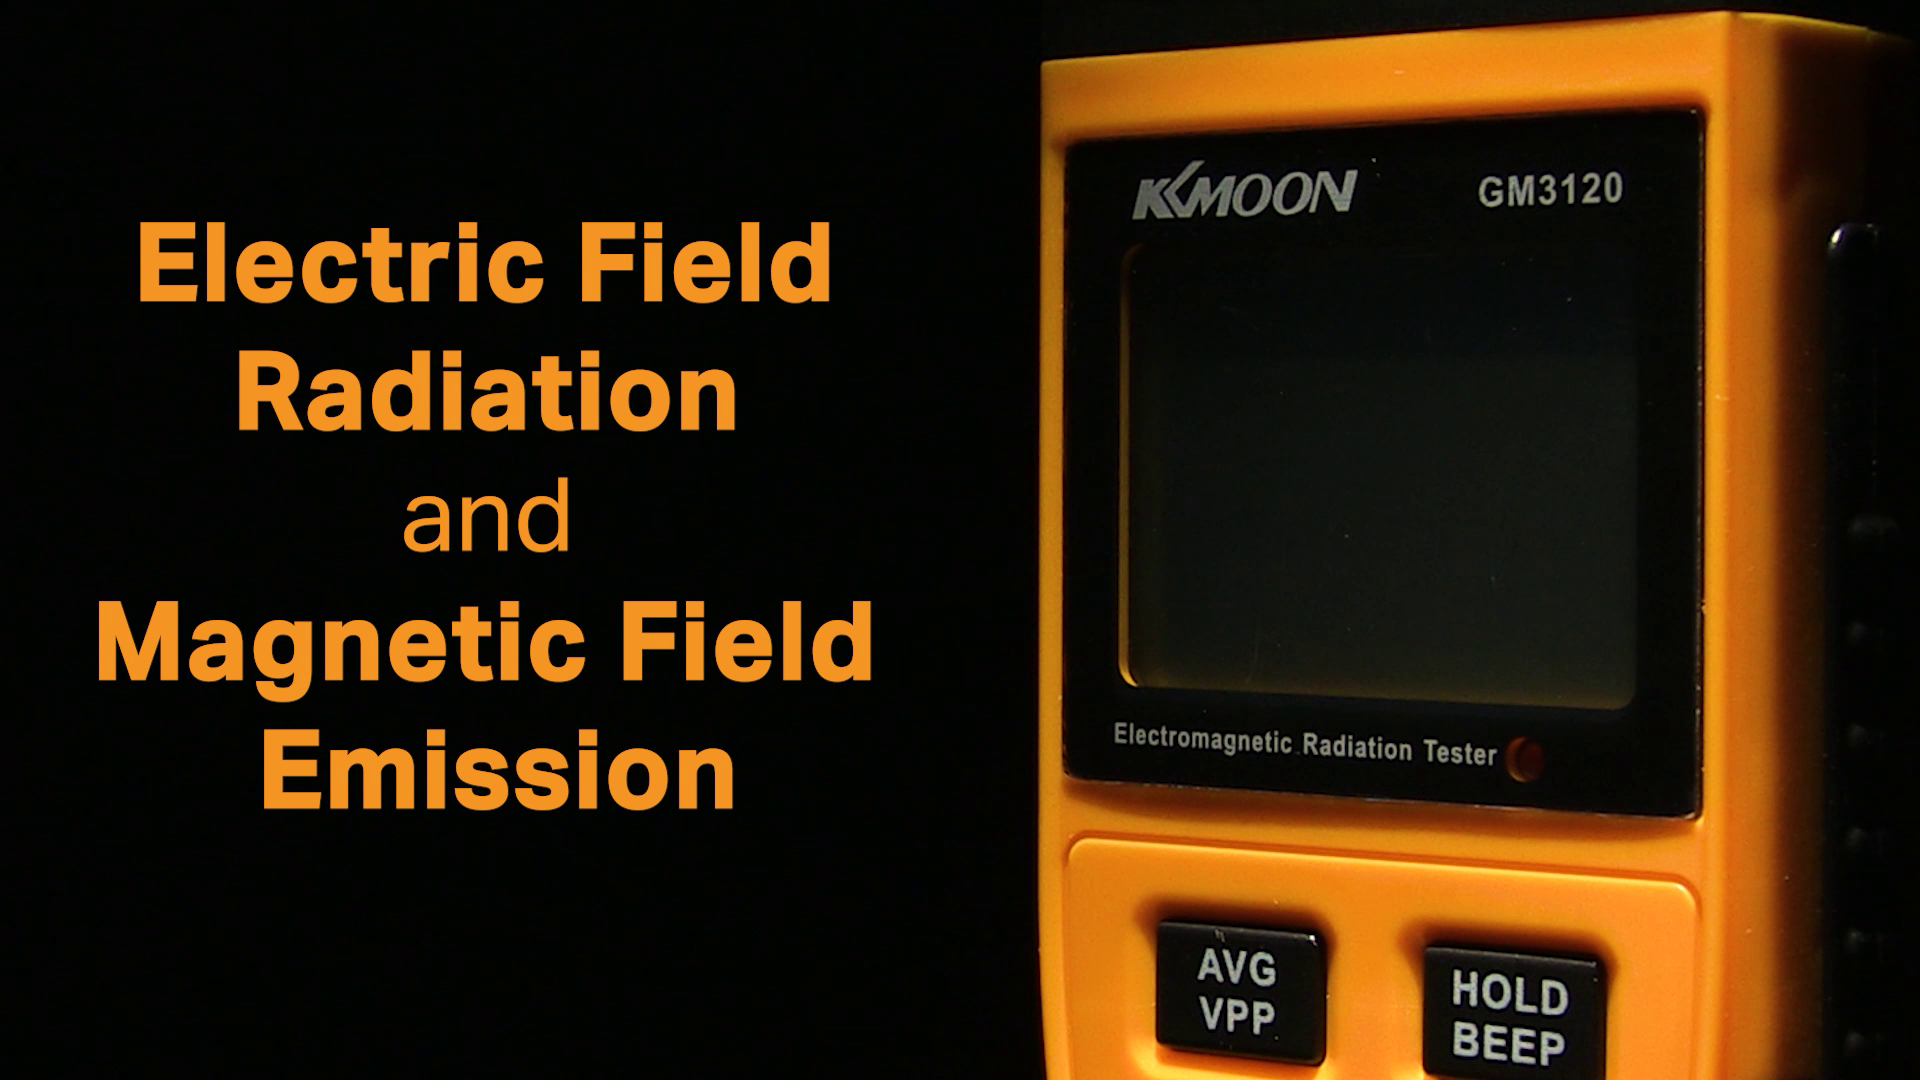 Electric Field
Radiation
and
Magnetic Field
Emission
KKMOON GM3120
Electromagnetic Radiation Tester
AVG
VPP
HOLD
BEEP